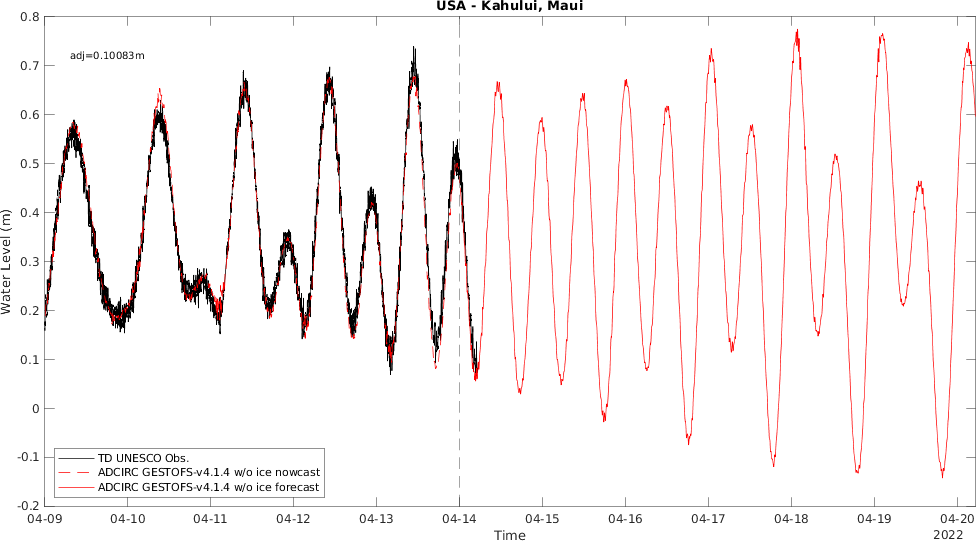 USA - Kahului, Maui
adj=0.10083m
0.8
0.7
0.6
0.5
0.4
0.3
0.2
0.1
0
-0.1
-0.2
Water Level (m)
TD UNESCO Obs.
ADCIRC GESTOFS-v4.1.4 w/o ice nowcast
ADCIRC GESTOFS-v4.1.4 w/o ice forecast
04-09 04-10 04-11 04-12 04-13 04-14 04-15 04-16 04-17 04-18 04-19 04-20
Time
2022